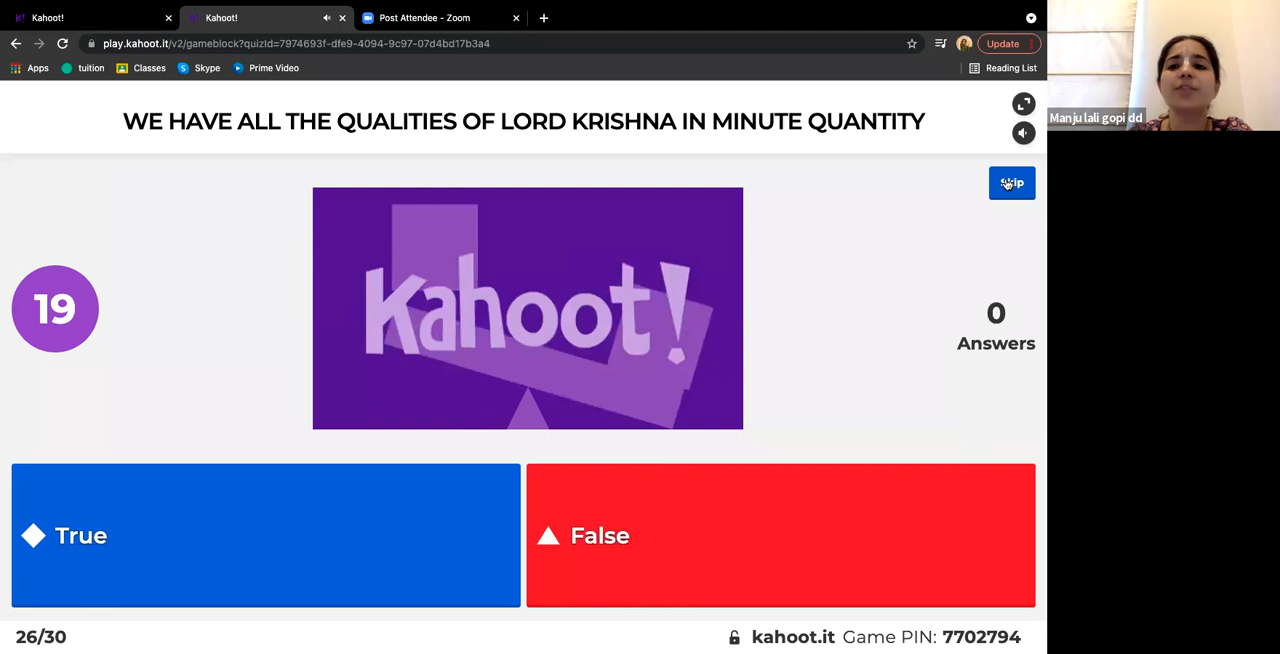 Kahoot!
Kahoot!
Post Attendee - Zoom
play.kahoot.it/v2/gameblock?quizId=7974693f-dfe9-4094-9c97-07d4bd17b3a4
Update
Apps
tuition
Classes
Skype
Prime Video
Reading List
WE HAVE ALL THE QUALITIES OF LORD KRISHNA IN MINUTE QUANTITY
Manju lali gopi dd
Skip
Kahoot!
19
0
Answers
True
False
26/30
kahoot.it Game PIN: 7702794